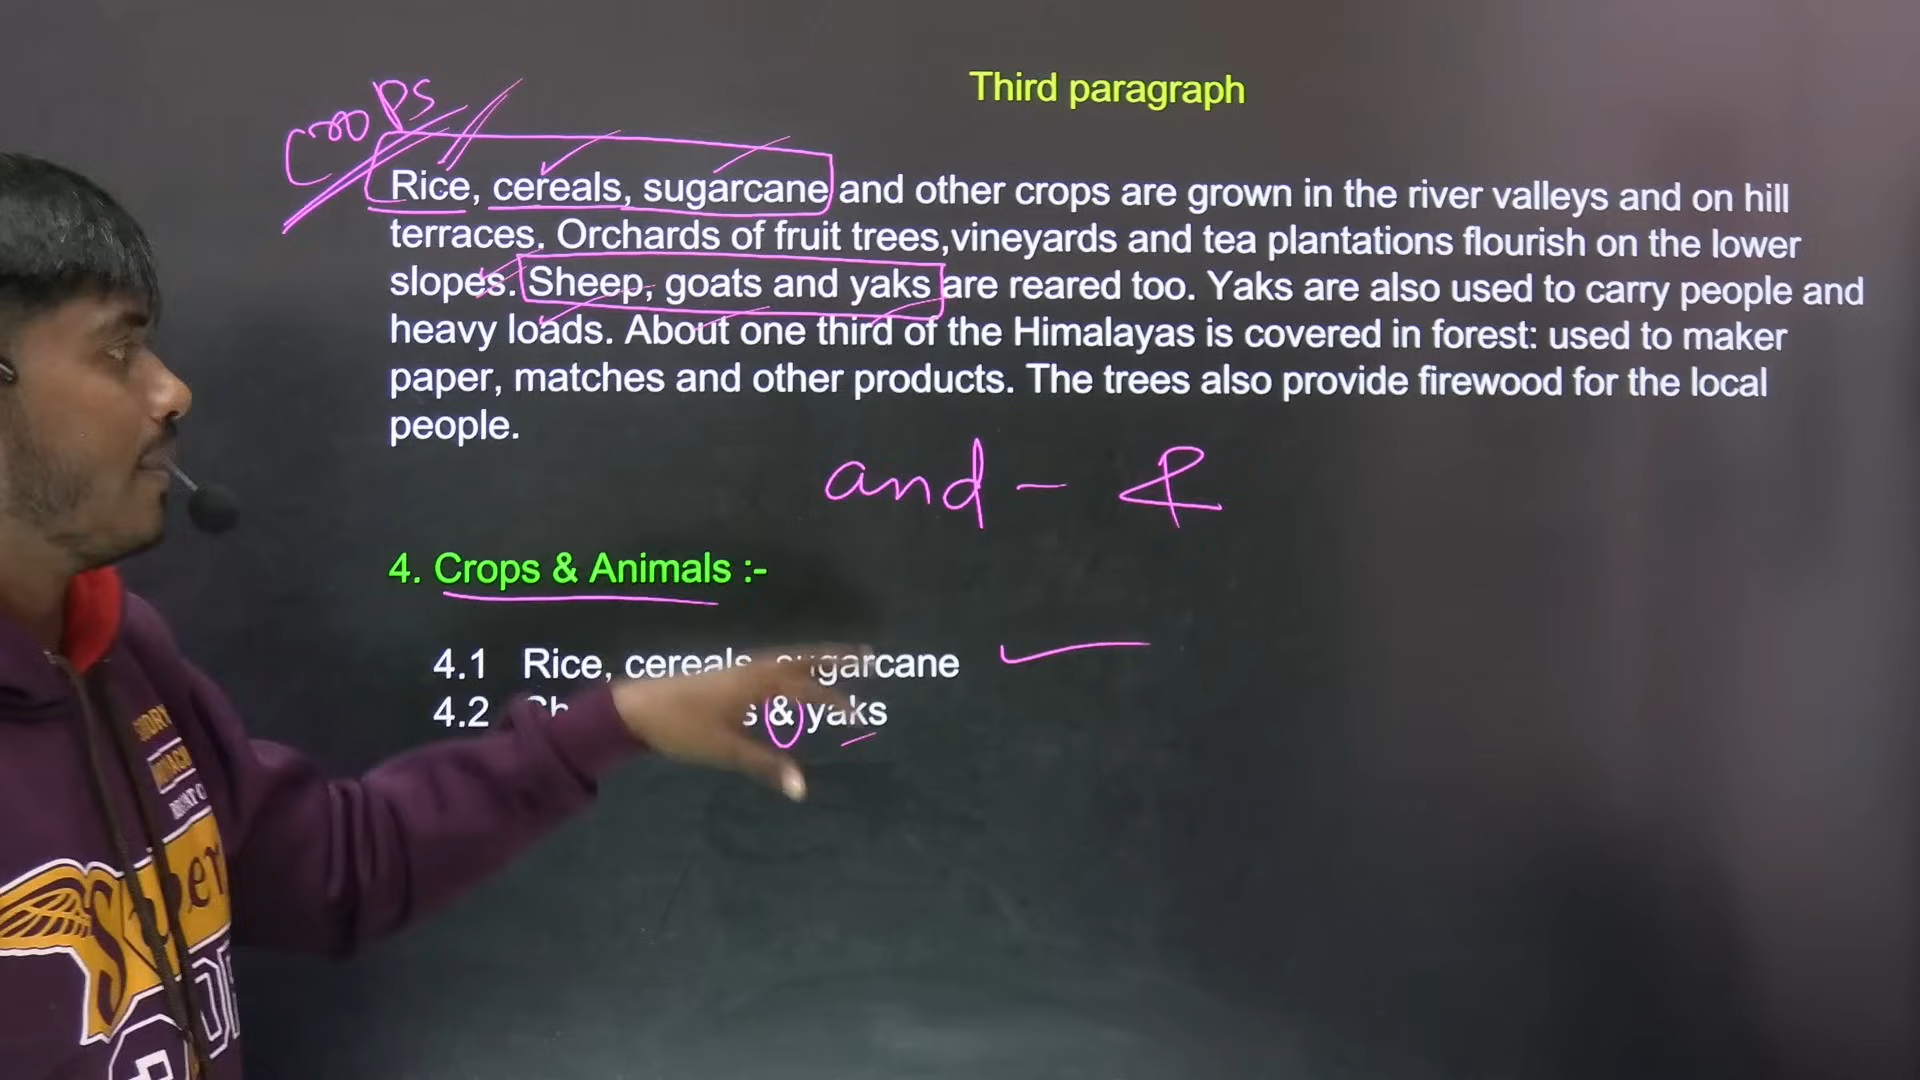 Third paragraph
crops
Rice, cereals, sugarcane and other crops are grown in the river valleys and on hill
terraces. Orchards of fruit trees,vineyards and tea plantations flourish on the lower
slopes. Sheep, goats and yaks are reared too. Yaks are also used to carry people and
heavy loads. About one third of the Himalayas is covered in forest: used to maker
paper, matches and other products. The trees also provide firewood for the local
people.
and - &
4. Crops & Animals :-
4.1 Rice, cereals, sugarcane
4.2 & yaks